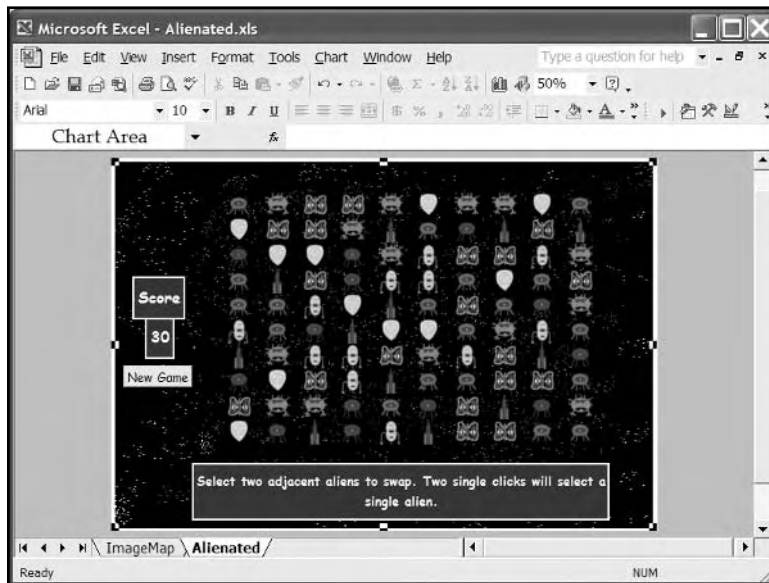 Microsoft Excel - Alienated.xls
File Edit View Insert Format Tools Chart Window Help Type a question for help
50%
Arial 10 B I U $ % , A
Chart Area fx
Score
30
New Game
Select two adjacent aliens to swap. Two single clicks will select a
single alien.
ImageMap Alienated
Ready NUM